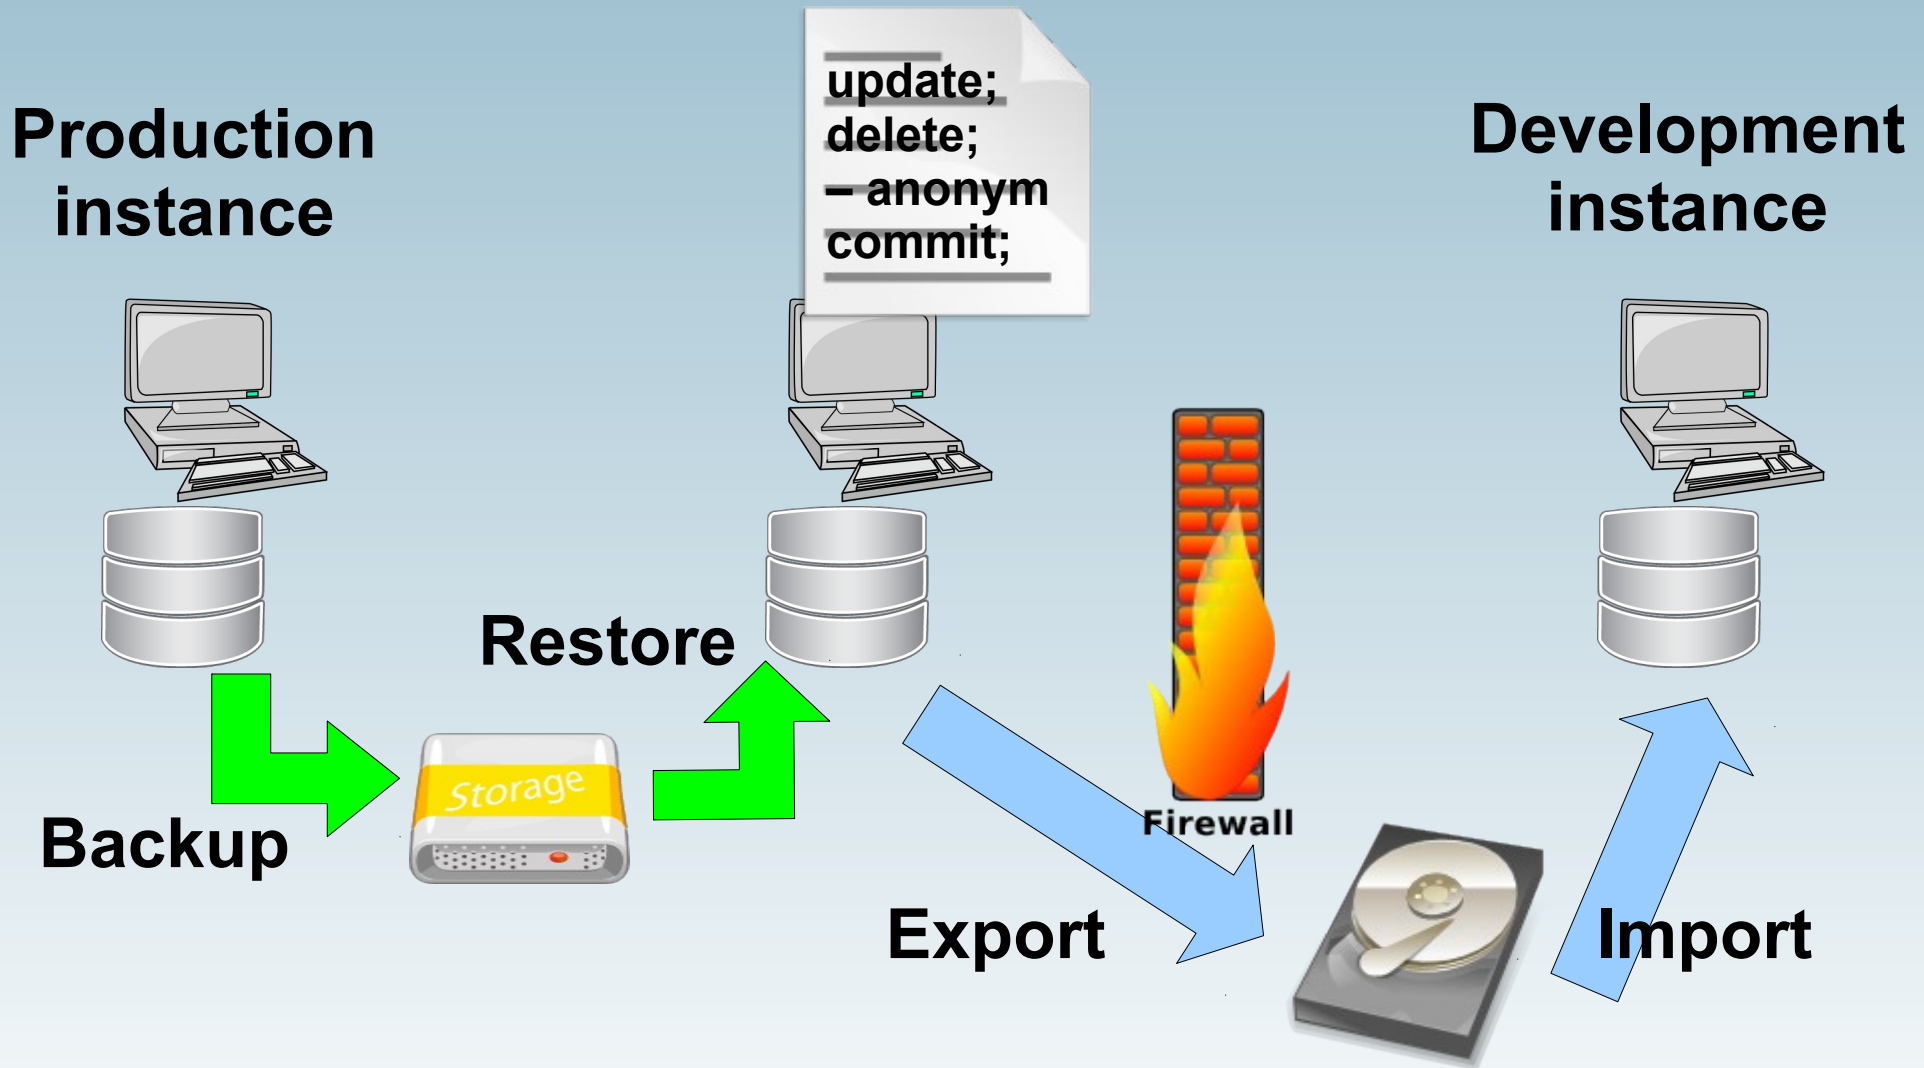 Production
instance
update;
delete;
– anonym
commit;
Development
instance
Restore
Backup
Storage
Firewall
Export
Import